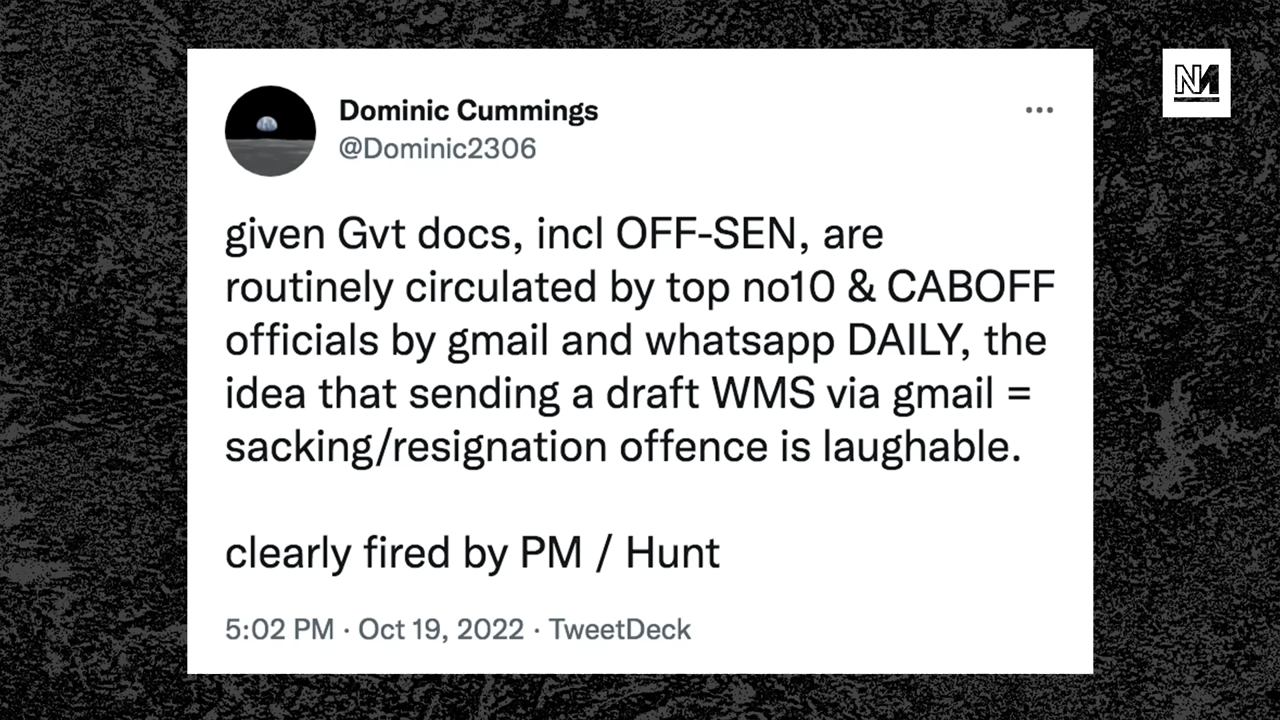 NM
Dominic Cummings
@Dominic2306
given Gvt docs, incl OFF-SEN, are
routinely circulated by top no10 & CABOFF
officials by gmail and whatsapp DAILY, the
idea that sending a draft WMS via gmail =
sacking/resignation offence is laughable.
clearly fired by PM / Hunt
5:02 PM · Oct 19, 2022 · TweetDeck